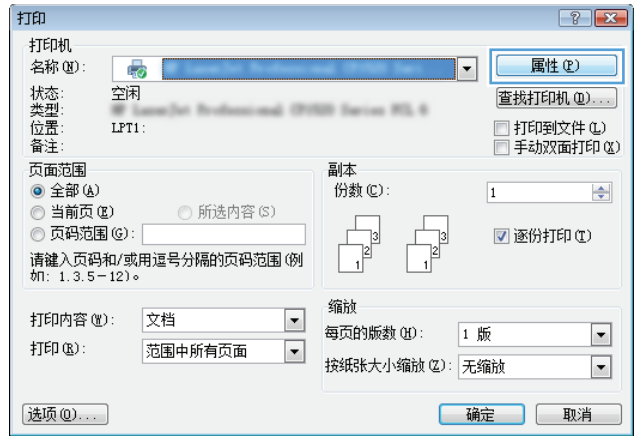 打印
打印机
名称(N):
属性(P)
状态: 空闲
查找打印机(D)...
类型:
位置: LPT1:
打印到文件(L)
备注:
手动双面打印(X)
页面范围
全部(A)
当前页(E) 所选内容(S)
页码范围(G):
请键入页码和/或用逗号分隔的页码范围(例
如: 1.3.5-12)。
副本
份数(C): 1
3 3
2 2
1 1
逐份打印(T)
打印内容(W): 文档
打印(R): 范围中所有页面
缩放
每页的版数(H): 1 版
按纸张大小缩放(Z): 无缩放
选项(O)... 确定 取消